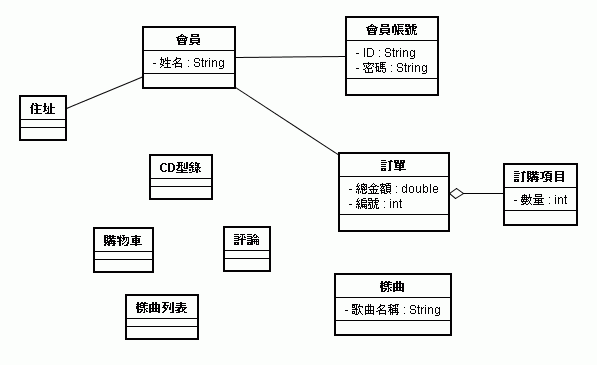 會員
- 姓名 : String
會員帳號
- ID : String
- 密碼 : String
住址
CD型錄
訂單
- 總金額 : double
- 編號 : int
訂購項目
- 數量 : int
購物車
評論
樣曲
- 歌曲名稱 : String
樣曲列表